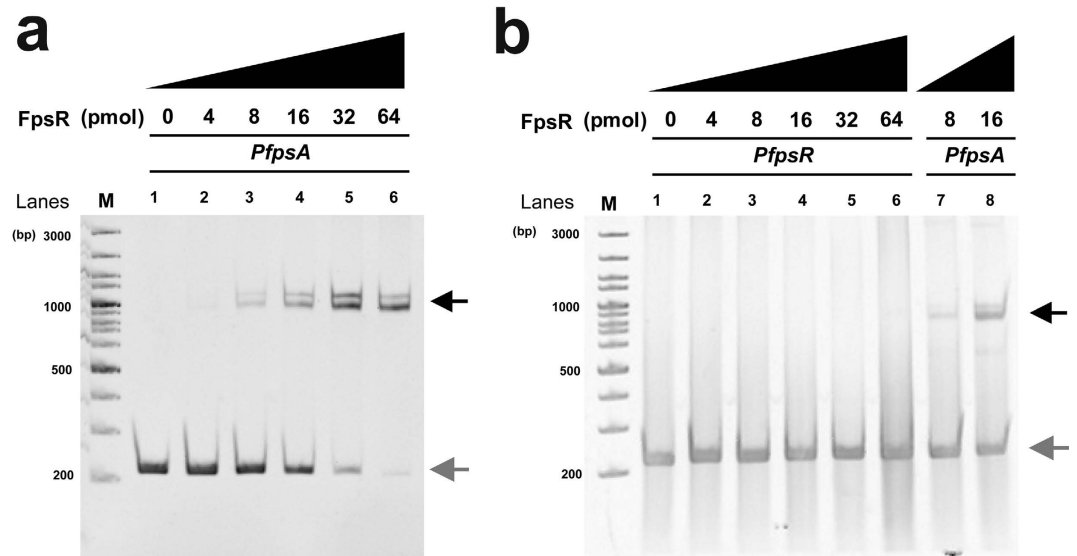 a
FpsR (pmol) 0 4 8 16 32 64
PfpsA
Lanes M 1 2 3 4 5 6
(bp)
3000
1000
500
200
b
FpsR (pmol) 0 4 8 16 32 64 8 16
PfpsR PfpsA
Lanes M 1 2 3 4 5 6 7 8
(bp)
3000
1000
500
200